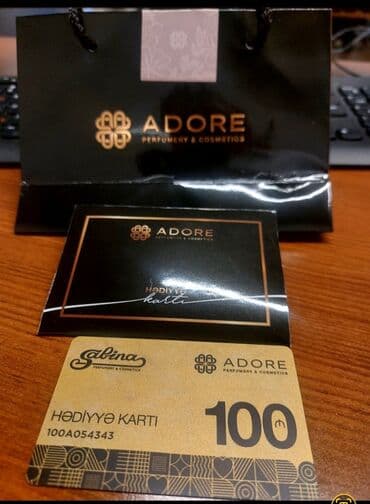 ADORE
PERFUMERY & COSMETICS
ADORE
PERFUMERY & COSMETICS
HƏDİYYƏ
kartı
Sabina
PERFUMERY & COSMETICS
ADORE
PERFUMERY & COSMETICS
HƏDİYYƏ KARTI
100A054343
100₼